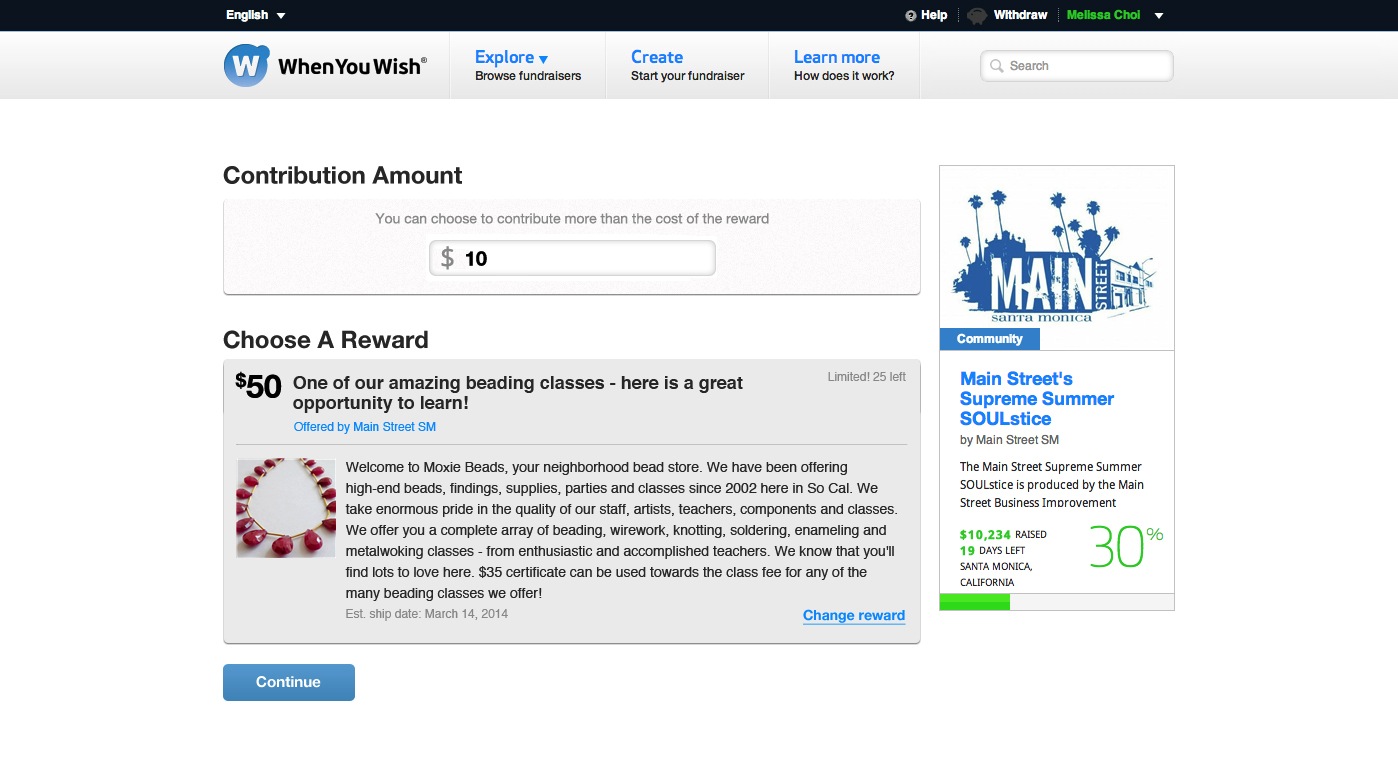 English
Help
Withdraw
Melissa Choi
W
WhenYouWish®
Explore
Browse fundraisers
Create
Start your fundraiser
Learn more
How does it work?
Search
Contribution Amount
You can choose to contribute more than the cost of the reward
$ 10
Choose A Reward
$50
One of our amazing beading classes - here is a great
opportunity to learn!
Limited! 25 left
Offered by Main Street SM
Welcome to Moxie Beads, your neighborhood bead store. We have been offering
high-end beads, findings, supplies, parties and classes since 2002 here in So Cal. We
take enormous pride in the quality of our staff, artists, teachers, components and classes.
We offer you a complete array of beading, wirework, knotting, soldering, enameling and
metalwoking classes - from enthusiastic and accomplished teachers. We know that you'll
find lots to love here. $35 certificate can be used towards the class fee for any of the
many beading classes we offer!
Est. ship date: March 14, 2014
Change reward
Continue
MAIN
STREET
santa monica
Community
Main Street's
Supreme Summer
SOULstice
by Main Street SM
The Main Street Supreme Summer
SOULstice is produced by the Main
Street Business Improvement
$10,234 RAISED
19 DAYS LEFT
SANTA MONICA,
CALIFORNIA
30%